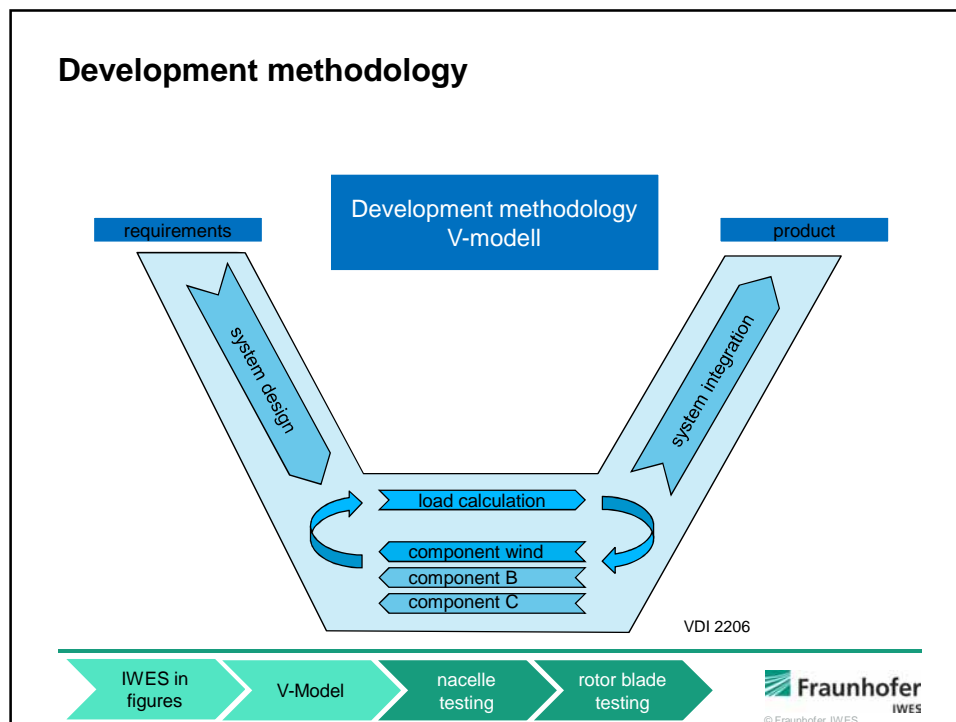 Development methodology
Development methodology
V-modell
requirements
product
system design
system integration
load calculation
component wind
component B
component C
VDI 2206
IWES in
figures
V-Model
nacelle
testing
rotor blade
testing
Fraunhofer
IWES
© Fraunhofer IWES